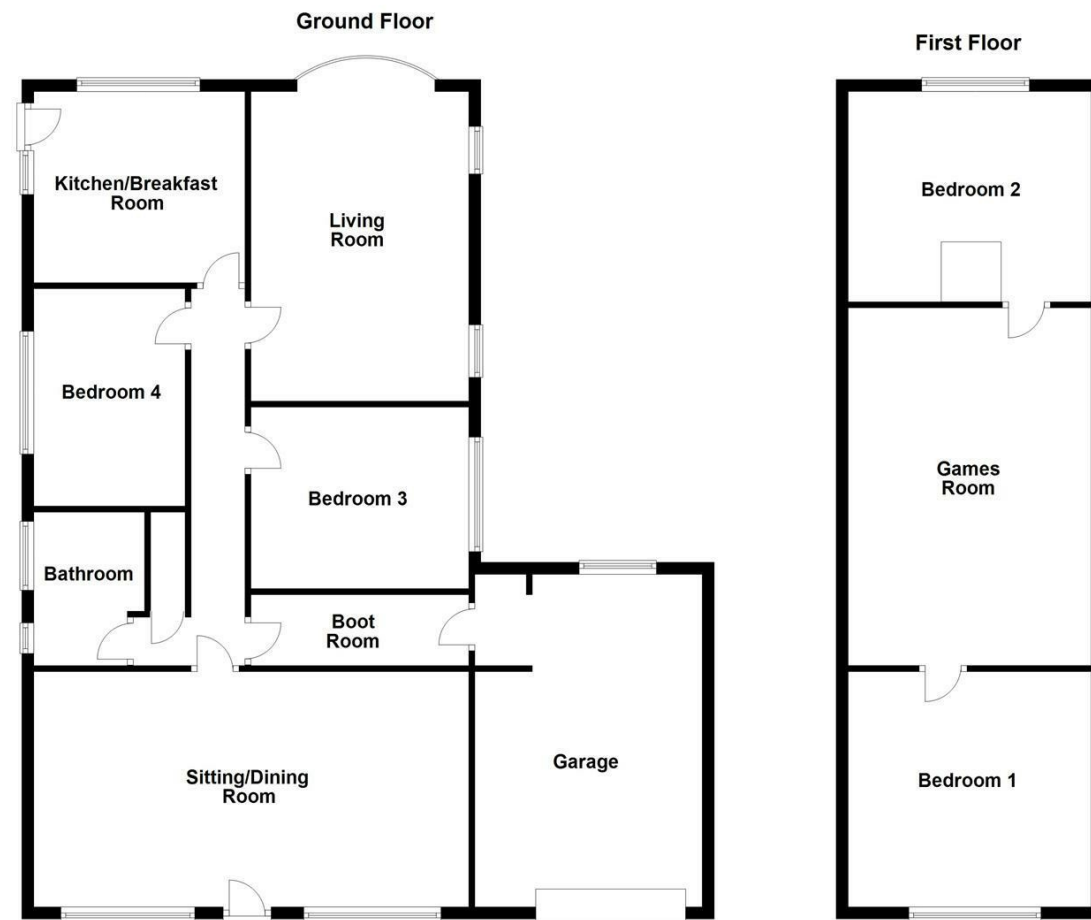 Ground Floor
Kitchen/Breakfast
Room
Living
Room
Bedroom 4
Bedroom 3
Bathroom
Boot
Room
Sitting/Dining
Room
Garage
First Floor
Bedroom 2
Games
Room
Bedroom 1